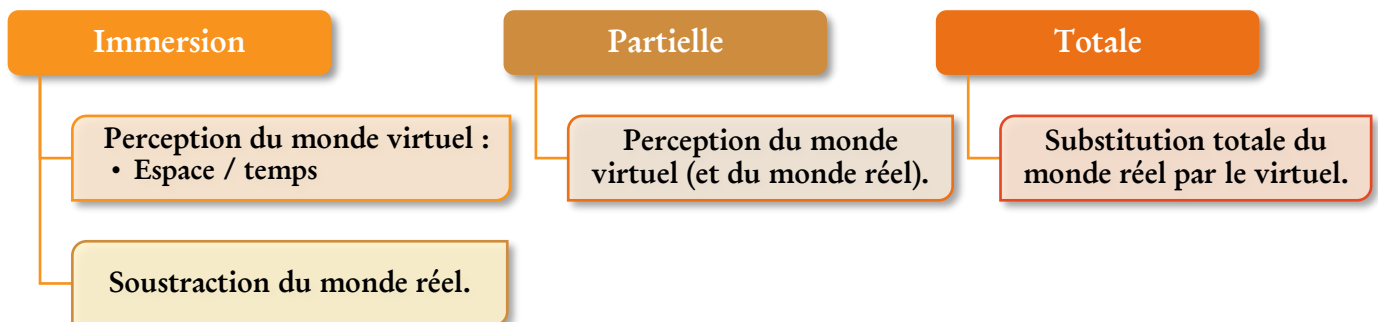 Immersion
Perception du monde virtuel :
• Espace / temps
Soustraction du monde réel.
Partielle
Perception du monde
virtuel (et du monde réel).
Totale
Substitution totale du
monde réel par le virtuel.